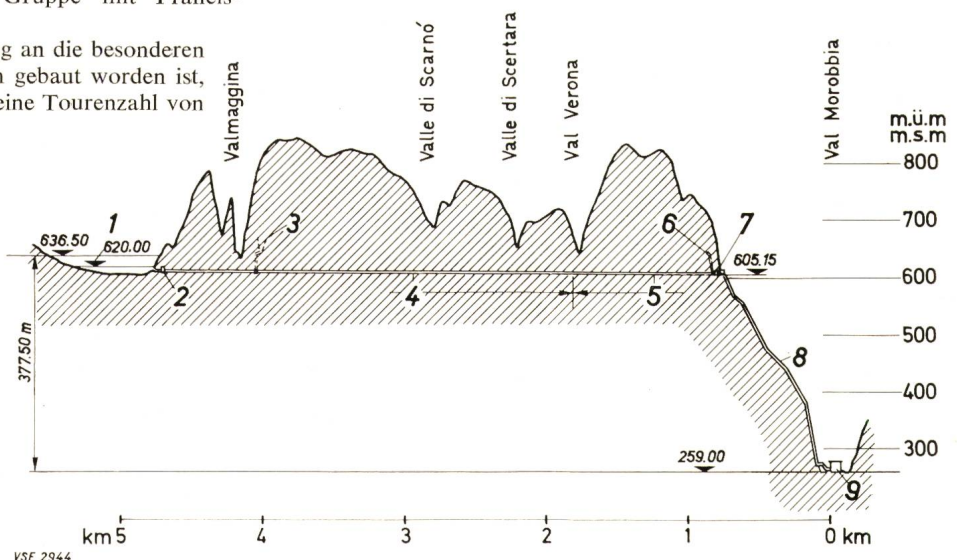 Gruppe mit Francis
g an die besonderen
n gebaut worden ist,
eine Tourenzahl von
Valmaggina
Valle di Scarnó
Valle di Scertara
Val Verona
Val Morobbia
m.ü.m
m.s.m
800
700
600
500
400
300
1
636.50
620.00
2
3
4
5
6
7
605.15
8
377.50 m
259.00
9
km 5
4
3
2
1
0 km
VSE 2944